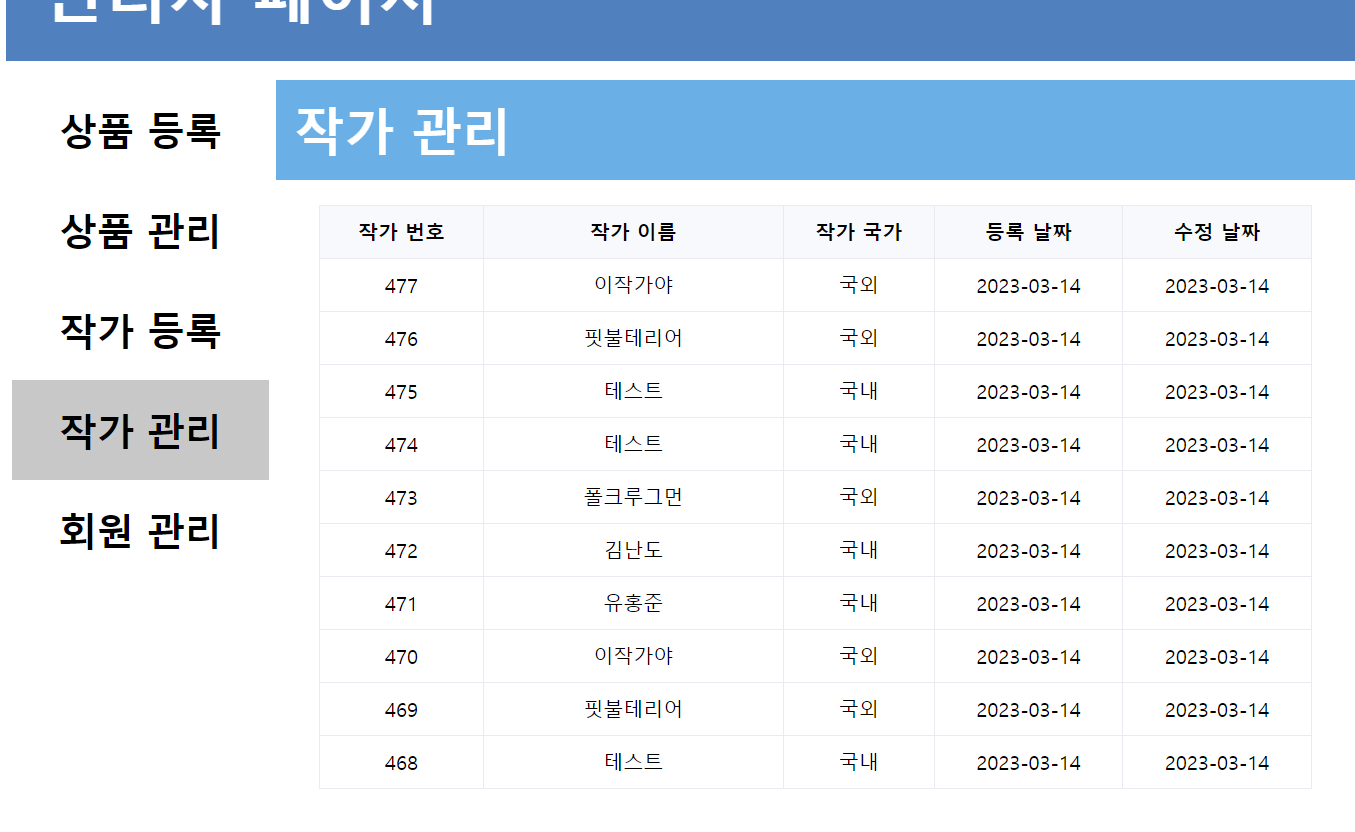 관리자 페이지
상품 등록
상품 관리
작가 등록
작가 관리
회원 관리
작가 관리
작가 번호 작가 이름 작가 국가 등록 날짜 수정 날짜
477 이작가야 국외 2023-03-14 2023-03-14
476 핏불테리어 국외 2023-03-14 2023-03-14
475 테스트 국내 2023-03-14 2023-03-14
474 테스트 국내 2023-03-14 2023-03-14
473 폴크루그먼 국외 2023-03-14 2023-03-14
472 김난도 국내 2023-03-14 2023-03-14
471 유홍준 국내 2023-03-14 2023-03-14
470 이작가야 국외 2023-03-14 2023-03-14
469 핏불테리어 국외 2023-03-14 2023-03-14
468 테스트 국내 2023-03-14 2023-03-14